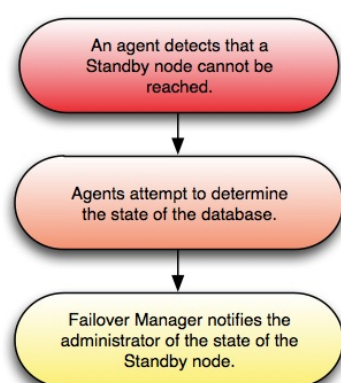 An agent detects that a
Standby node cannot be
reached.
Agents attempt to determine
the state of the database.
Failover Manager notifies the
administrator of the state of the
Standby node.